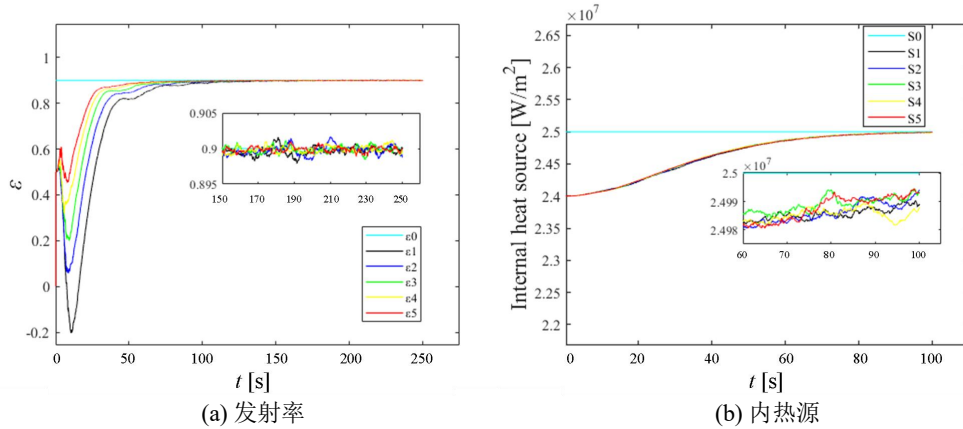 ×10⁷
1
0.8
0.6
0.4
0.2
0
-0.2
ε
0.905
0.9
0.895
150 170 190 210 230 250
ε0
ε1
ε2
ε3
ε4
ε5
0 50 100 150 200 250
t [s]
(a) 发射率
2.65
2.6
2.55
2.5
2.45
2.4
2.35
2.3
2.25
2.2
Internal heat source [W/m²]
S0
S1
S2
S3
S4
S5
×10⁷
2.5
2.499
2.498
60 70 80 90 100
0 20 40 60 80 100
t [s]
(b) 内热源